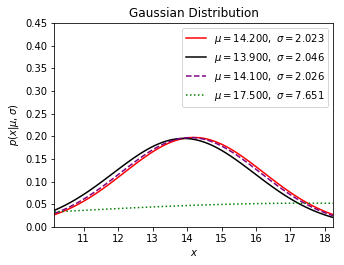 Gaussian Distribution
μ = 14.200, σ = 2.023
μ = 13.900, σ = 2.046
μ = 14.100, σ = 2.026
μ = 17.500, σ = 7.651
p(x|μ, σ)
0.45
0.40
0.35
0.30
0.25
0.20
0.15
0.10
0.05
0.00
11 12 13 14 15 16 17 18
x